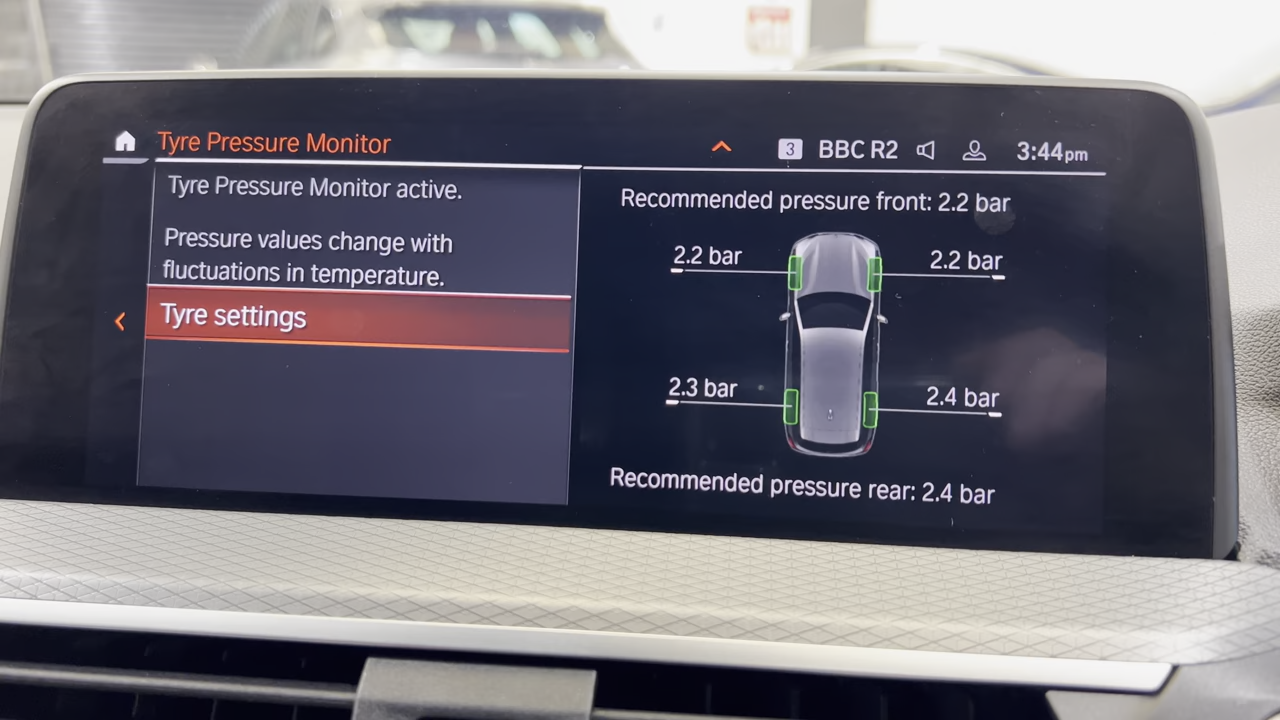 Tyre Pressure Monitor
3 BBC R2 3:44pm
Tyre Pressure Monitor active.
Pressure values change with
fluctuations in temperature.
Tyre settings
Recommended pressure front: 2.2 bar
2.2 bar 2.2 bar
2.3 bar 2.4 bar
Recommended pressure rear: 2.4 bar